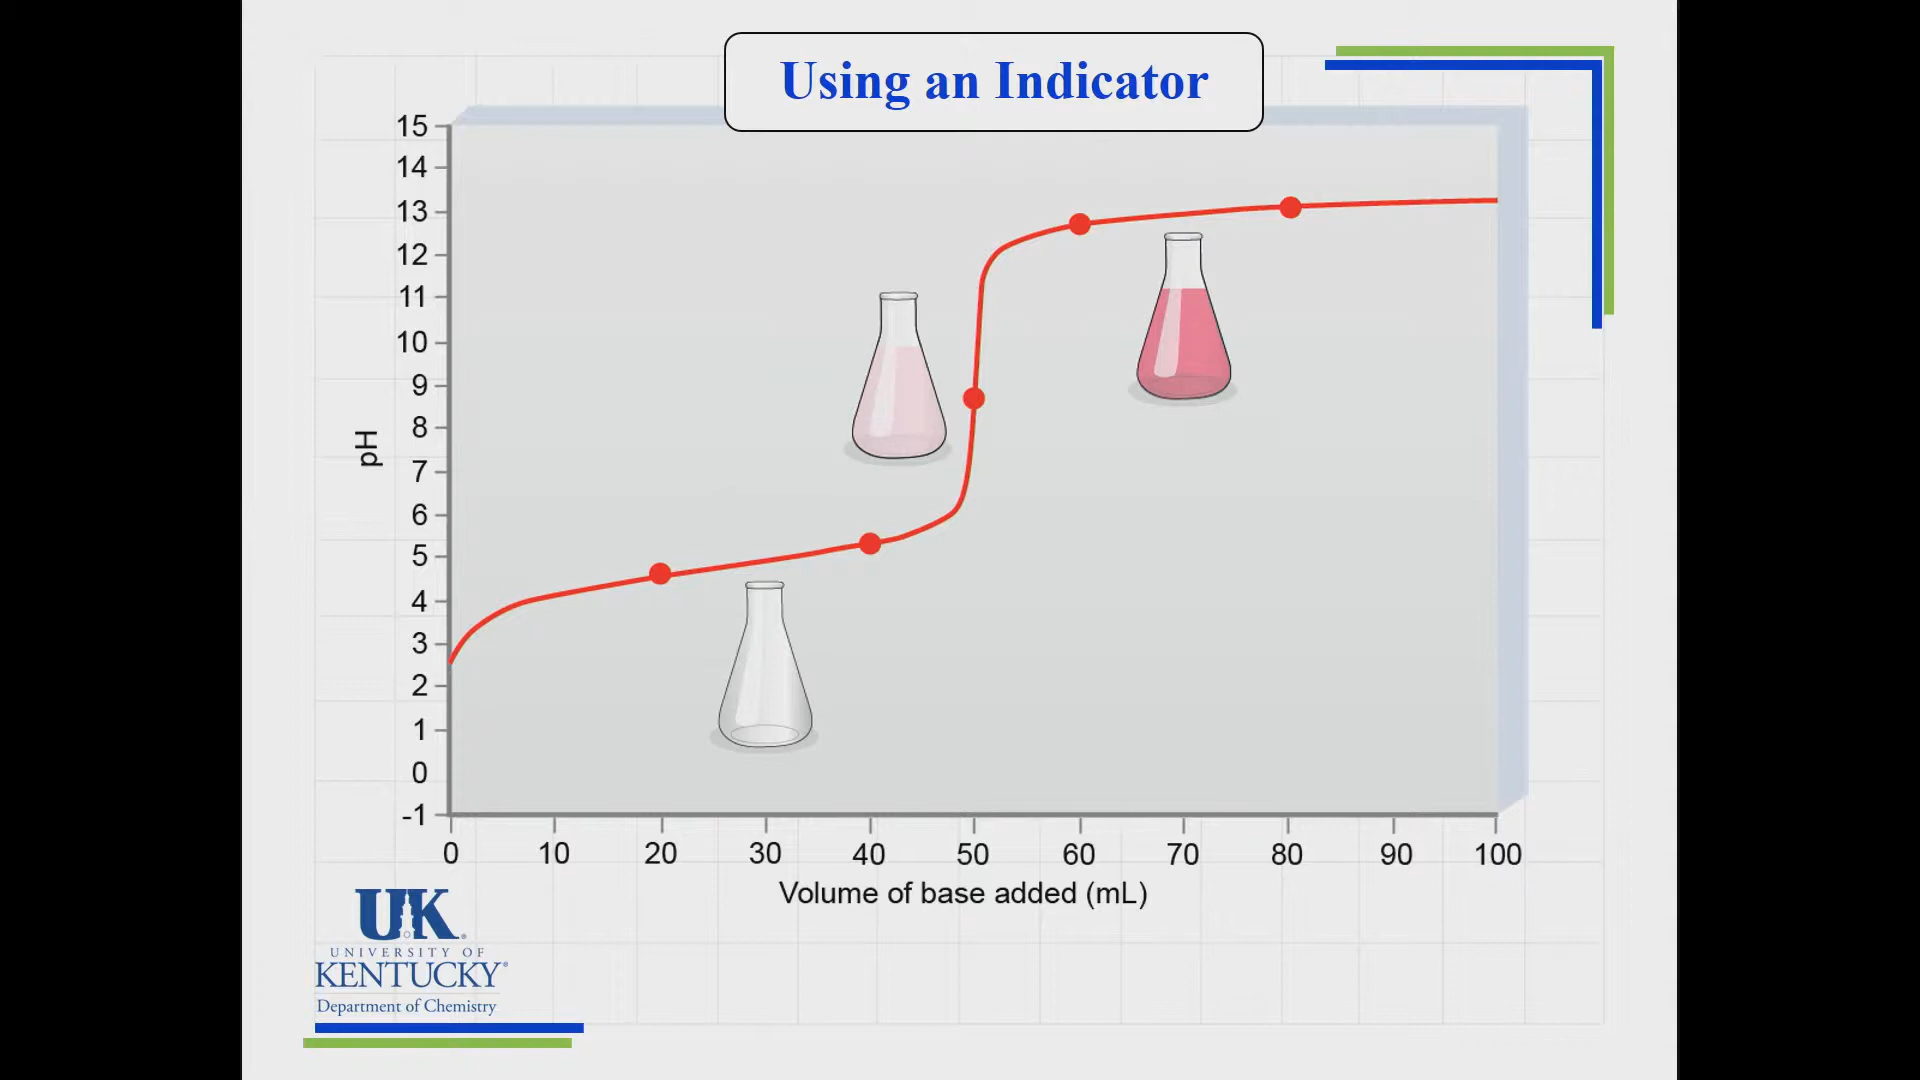 Using an Indicator
15
14
13
12
11
10
9
8
7
6
5
4
3
2
1
0
-1
pH
0 10 20 30 40 50 60 70 80 90 100
Volume of base added (mL)
UK
UNIVERSITY OF
KENTUCKY®
Department of Chemistry